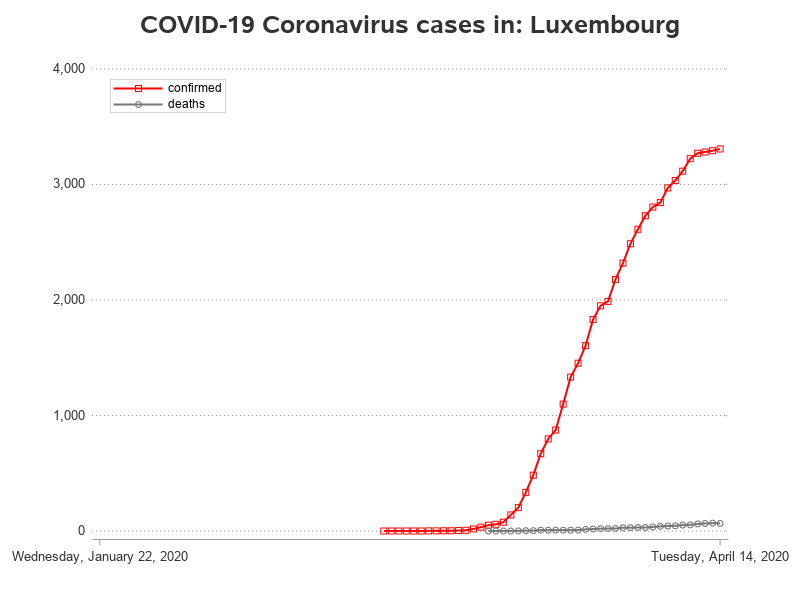 COVID-19 Coronavirus cases in: Luxembourg
4,000
confirmed
deaths
3,000
2,000
1,000
0
Wednesday, January 22, 2020
Tuesday, April 14, 2020